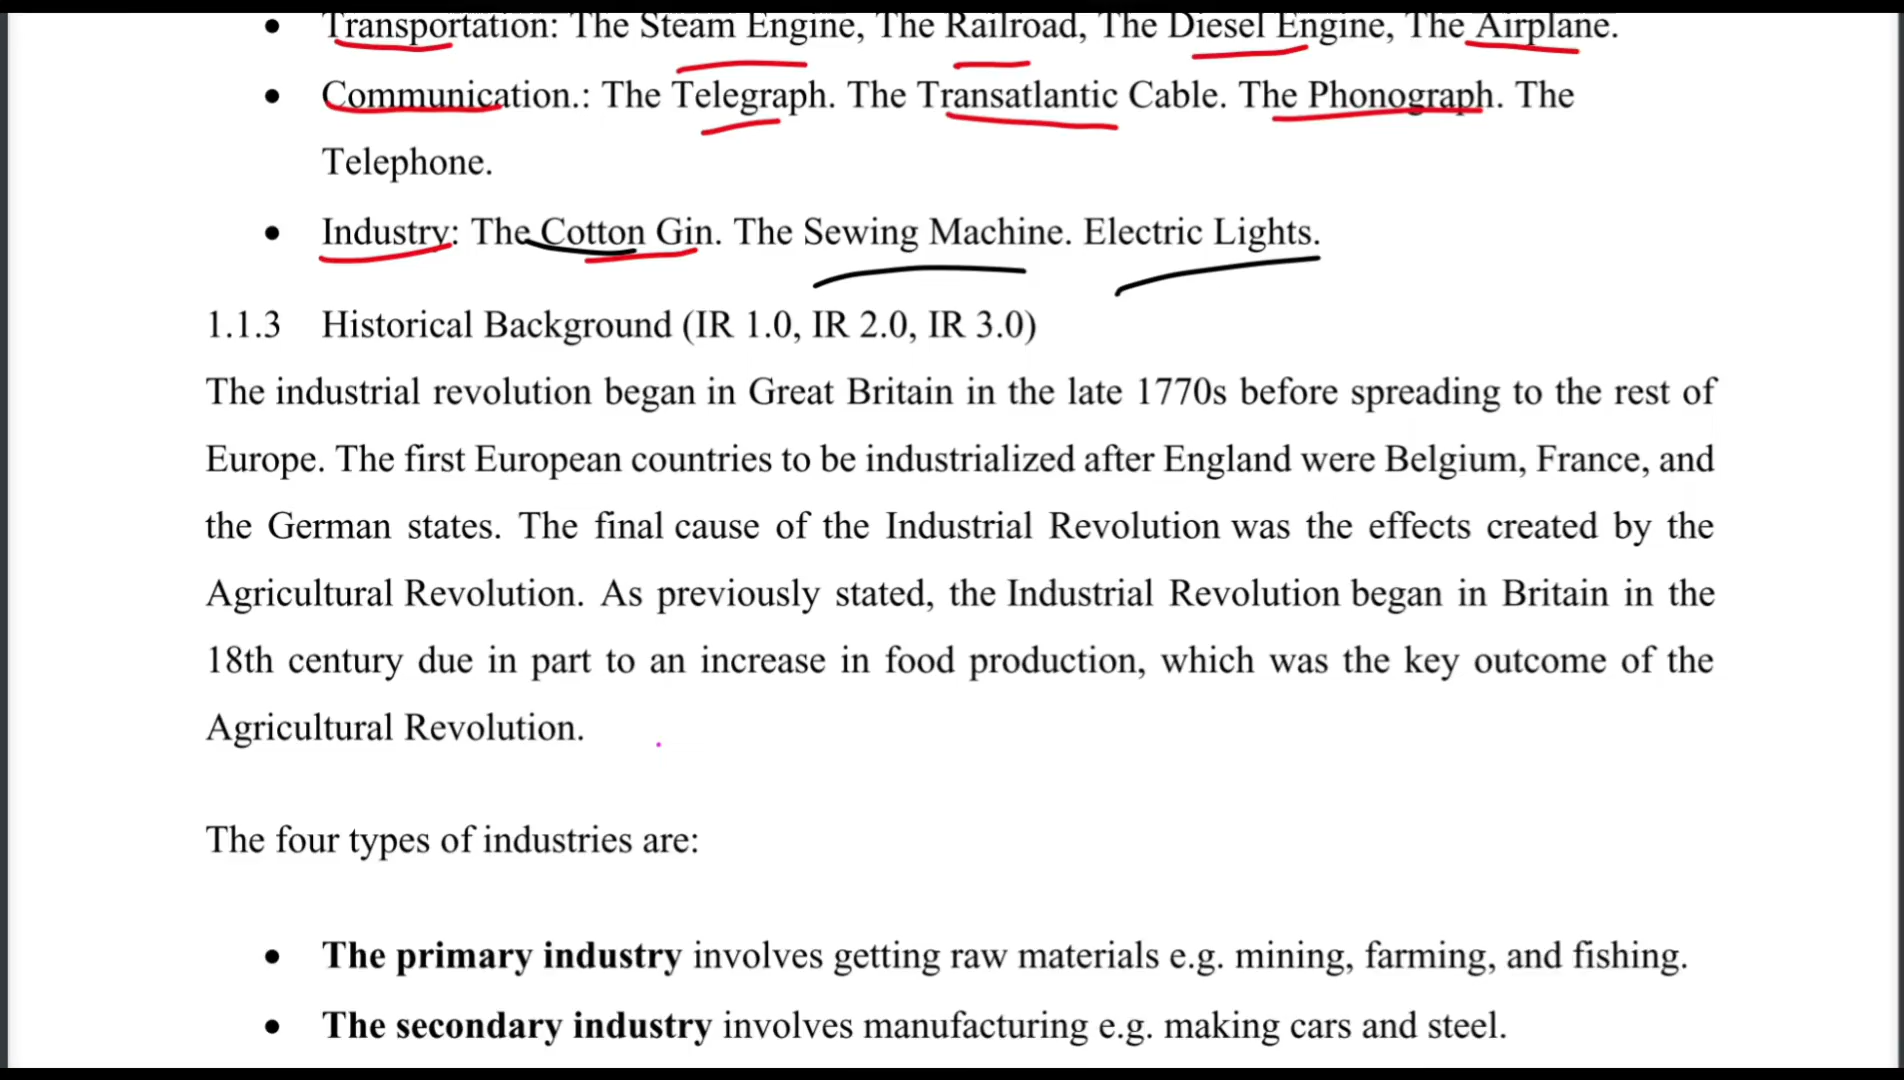 • Transportation: The Steam Engine, The Railroad, The Diesel Engine, The Airplane.
• Communication.: The Telegraph. The Transatlantic Cable. The Phonograph. The
Telephone.
• Industry: The Cotton Gin. The Sewing Machine. Electric Lights.
1.1.3 Historical Background (IR 1.0, IR 2.0, IR 3.0)
The industrial revolution began in Great Britain in the late 1770s before spreading to the rest of
Europe. The first European countries to be industrialized after England were Belgium, France, and
the German states. The final cause of the Industrial Revolution was the effects created by the
Agricultural Revolution. As previously stated, the Industrial Revolution began in Britain in the
18th century due in part to an increase in food production, which was the key outcome of the
Agricultural Revolution.
The four types of industries are:
• The primary industry involves getting raw materials e.g. mining, farming, and fishing.
• The secondary industry involves manufacturing e.g. making cars and steel.